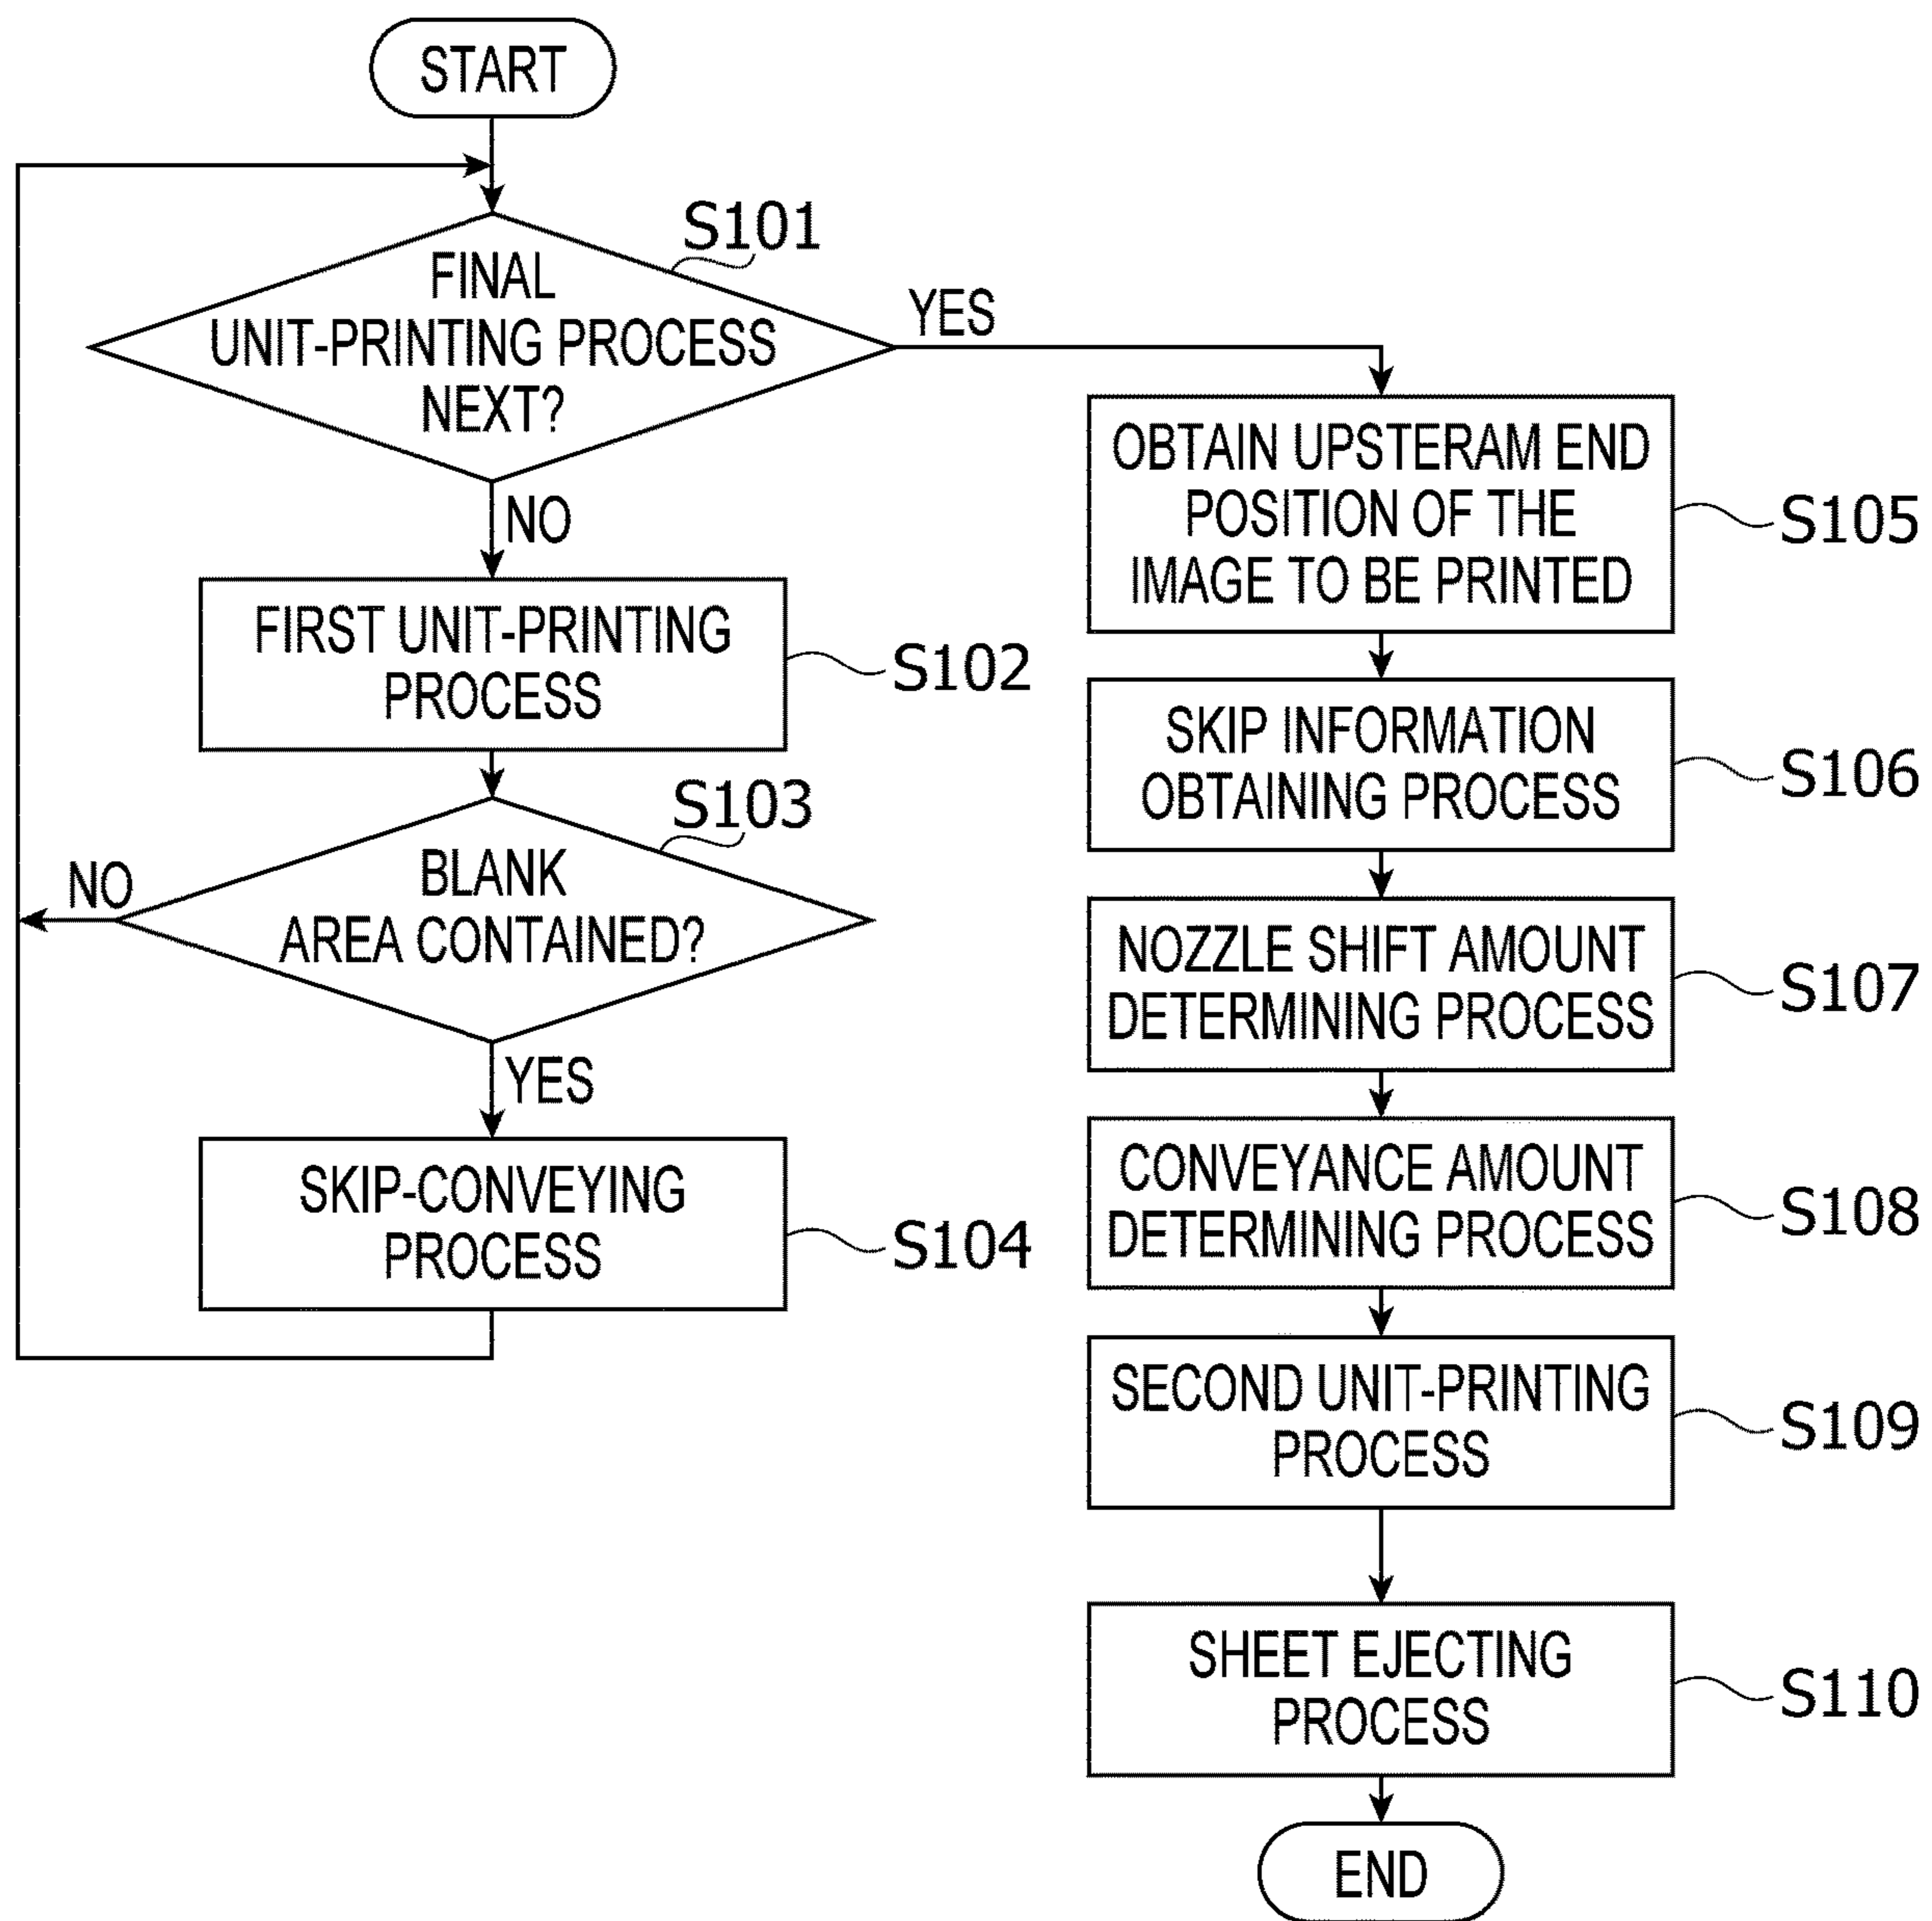 START
S101
FINAL
UNIT-PRINTING PROCESS
NEXT?
YES
NO
FIRST UNIT-PRINTING
PROCESS
S102
S103
BLANK
AREA CONTAINED?
NO
YES
SKIP-CONVEYING
PROCESS
S104
OBTAIN UPSTERAM END
POSITION OF THE
IMAGE TO BE PRINTED
S105
SKIP INFORMATION
OBTAINING PROCESS
S106
NOZZLE SHIFT AMOUNT
DETERMINING PROCESS
S107
CONVEYANCE AMOUNT
DETERMINING PROCESS
S108
SECOND UNIT-PRINTING
PROCESS
S109
SHEET EJECTING
PROCESS
S110
END